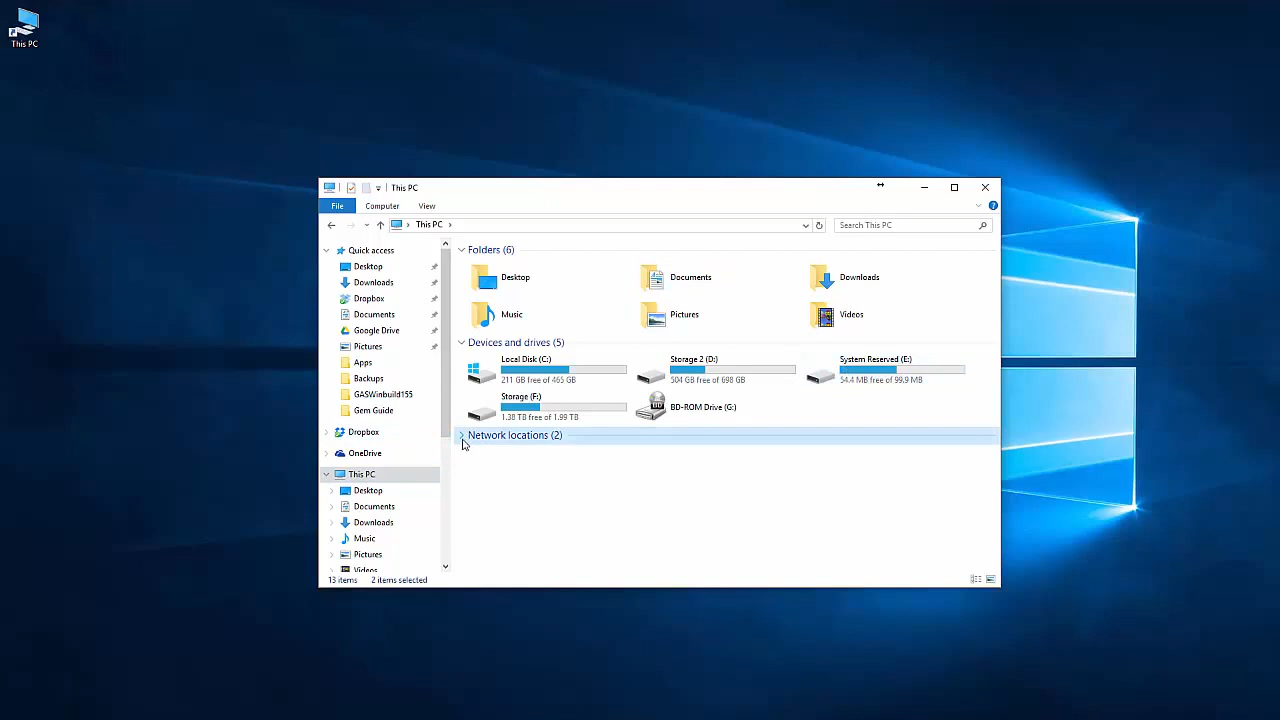 This PC
This PC
File Computer View
This PC
Search This PC
Quick access
Desktop
Downloads
Dropbox
Documents
Google Drive
Pictures
Apps
Backups
GASWinbuild155
Gem Guide
Dropbox
OneDrive
This PC
Desktop
Documents
Downloads
Music
Pictures
Videos
Folders (6)
Desktop Documents Downloads
Music Pictures Videos
Devices and drives (5)
Local Disk (C:)
211 GB free of 465 GB
Storage 2 (D:)
504 GB free of 698 GB
System Reserved (E:)
54.4 MB free of 99.9 MB
Storage (F:)
1.38 TB free of 1.99 TB
BD-ROM Drive (G:)
Network locations (2)
13 items 2 items selected